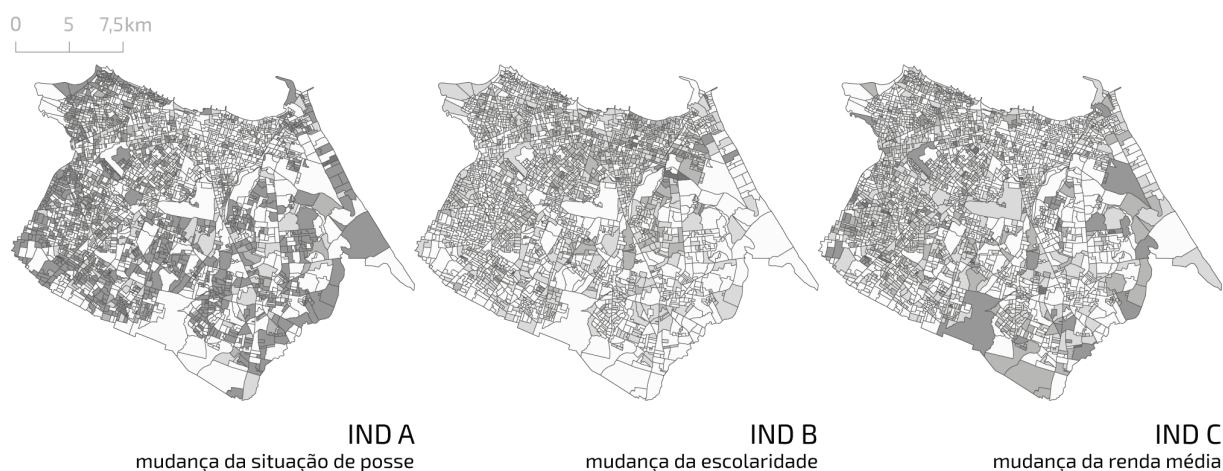 0 5 7,5km
IND A
mudança da situação de posse
IND B
mudança da escolaridade
IND C
mudança da renda média